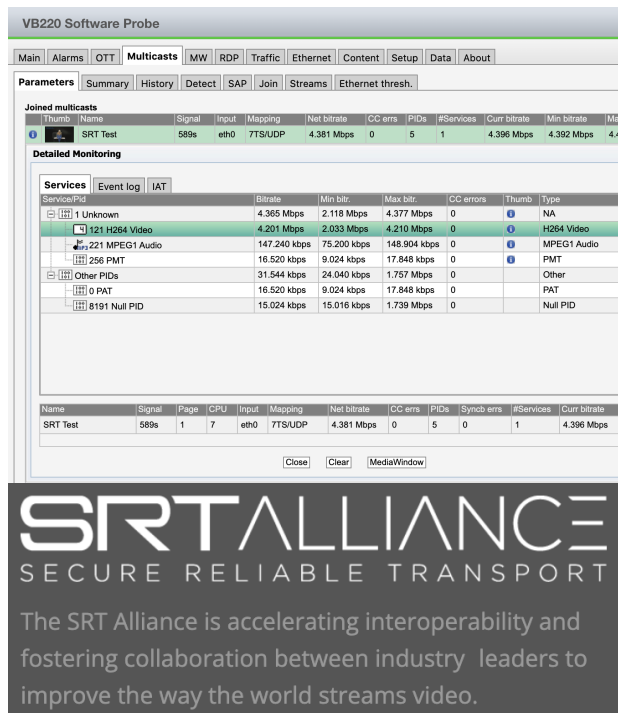 VB220 Software Probe
Main Alarms OTT Multicasts MW RDP Traffic Ethernet Content Setup Data About
Parameters Summary History Detect SAP Join Streams Ethernet thresh.
Joined multicasts
Thumb Name Signal Input Mapping Net bitrate CC errs PIDs #Services Curr bitrate Min bitrate
SRT Test 589s eth0 7TS/UDP 4.381 Mbps 0 5 1 4.396 Mbps 4.392 Mbps
Detailed Monitoring
Services Event log IAT
Service/Pid Bitrate Min bitr. Max bitr. CC errors Thumb Type
1 Unknown 4.365 Mbps 2.118 Mbps 4.377 Mbps 0 NA
121 H264 Video 4.201 Mbps 2.033 Mbps 4.210 Mbps 0 H264 Video
221 MPEG1 Audio 147.240 kbps 75.200 kbps 148.904 kbps 0 MPEG1 Audio
256 PMT 16.520 kbps 9.024 kbps 17.848 kbps 0 PMT
Other PIDs 31.544 kbps 24.040 kbps 1.757 Mbps 0 Other
0 PAT 16.520 kbps 9.024 kbps 17.848 kbps 0 PAT
8191 Null PID 15.024 kbps 15.016 kbps 1.739 Mbps 0 Null PID
Name Signal Page CPU Input Mapping Net bitrate CC errs PIDs Syncb errs #Services Curr bitrate
SRT Test 589s 1 7 eth0 7TS/UDP 4.381 Mbps 0 5 0 1 4.396 Mbps
Close Clear MediaWindow
SRTALLIANCE
SECURE RELIABLE TRANSPORT
The SRT Alliance is accelerating interoperability and
fostering collaboration between industry leaders to
improve the way the world streams video.